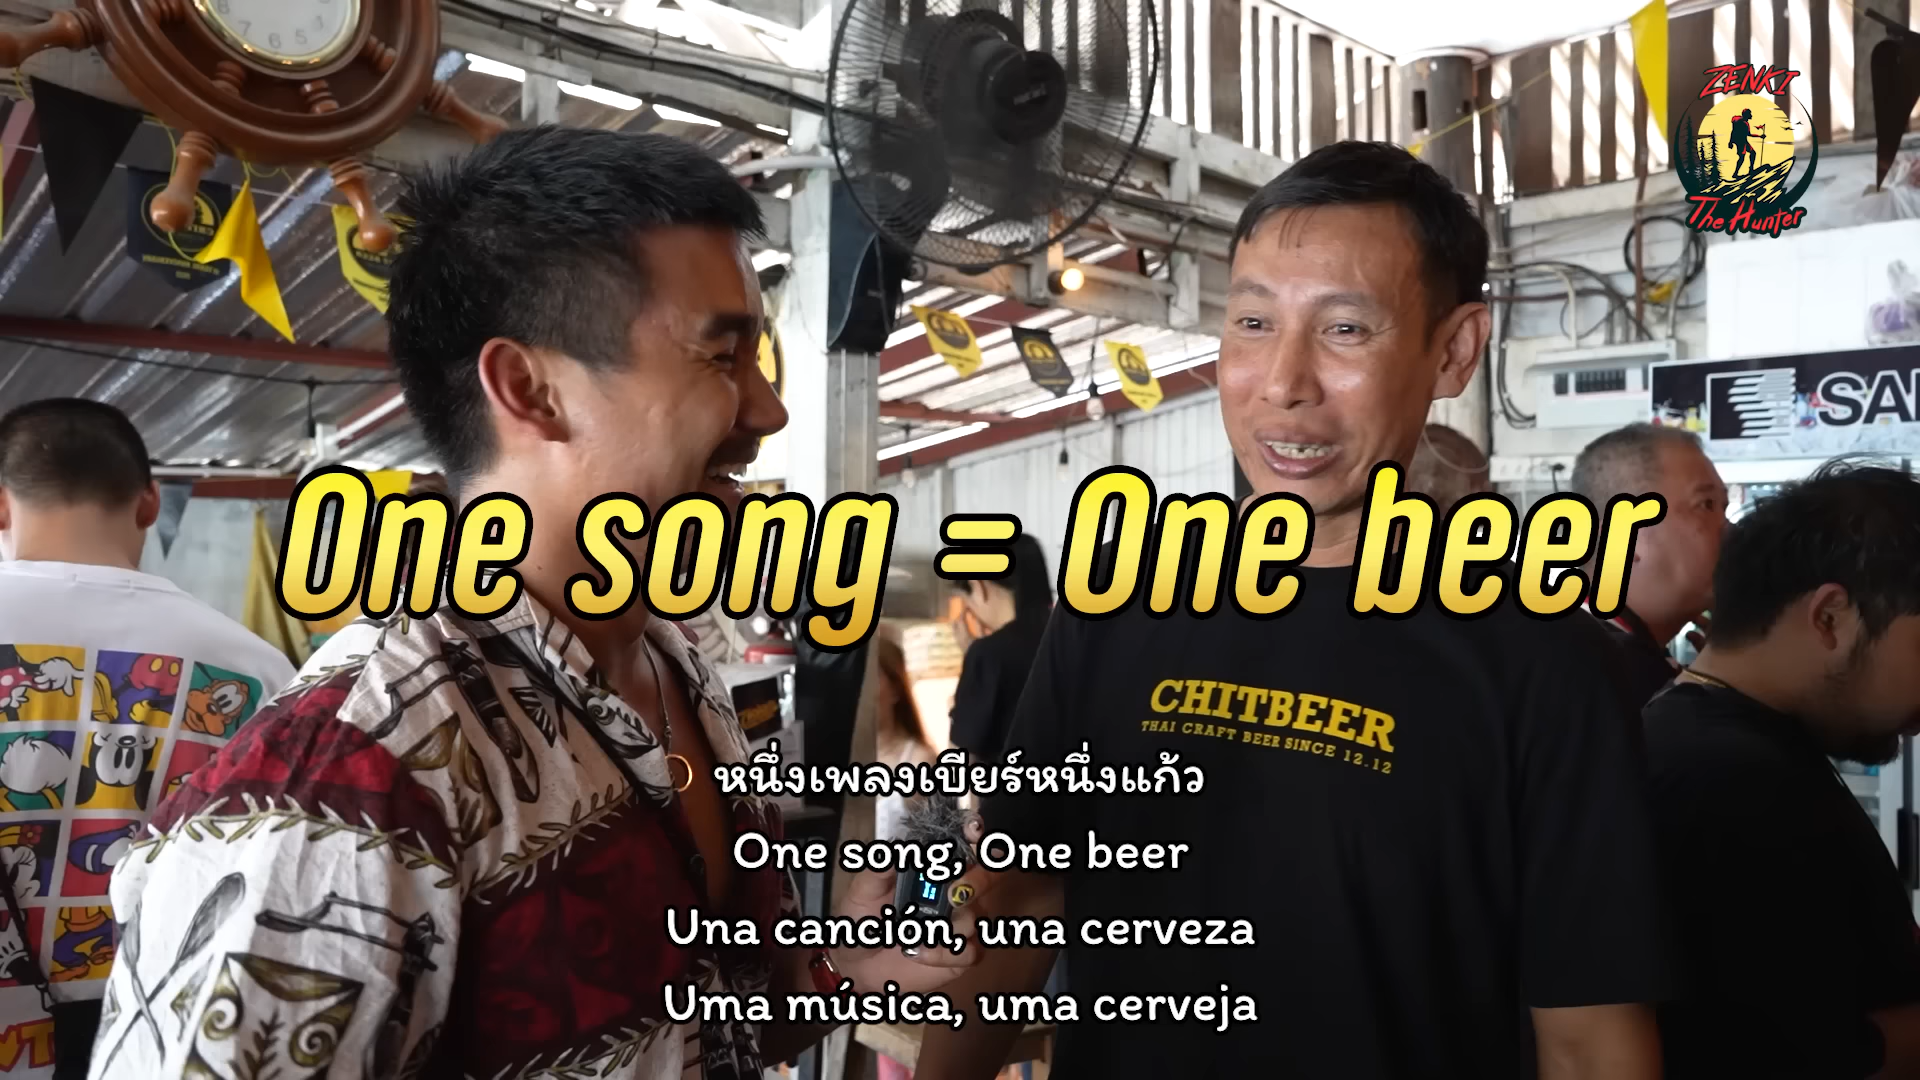 ZENKI
The Hunter
SAN
One song = One beer
CHITBEER
THAI CRAFT BEER SINCE 12.12
หนึ่งเพลงเบียร์หนึ่งแก้ว
One song, One beer
Una canción, una cerveza
Uma música, uma cerveja